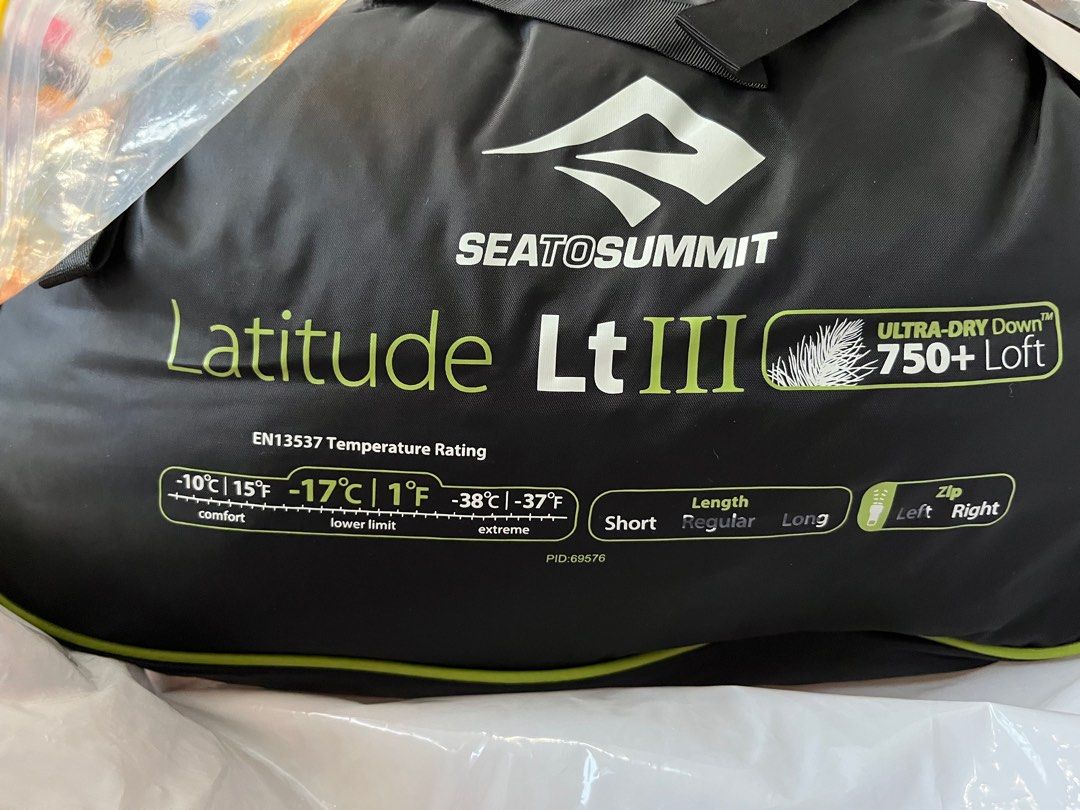 SEATOSUMMIT
Latitude Lt III
ULTRA-DRY Down™
750+ Loft
EN13537 Temperature Rating
-10°C | 15°F -17°C | 1°F -38°C | -37°F
comfort lower limit extreme
Length
Short Regular Long
Zip
Left Right
PID:69576